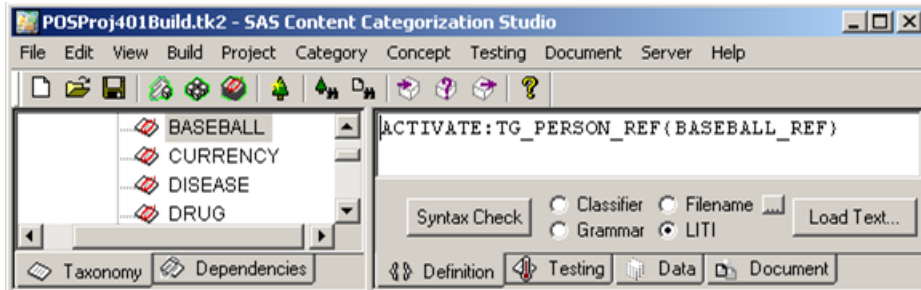 POSProj401Build.tk2 - SAS Content Categorization Studio
File Edit View Build Project Category Concept Testing Document Server Help
BASEBALL
CURRENCY
DISEASE
DRUG
ACTIVATE:TG_PERSON_REF{BASEBALL_REF}
Syntax Check
Classifier Filename ...
Grammar LITI
Load Text...
Taxonomy Dependencies
Definition Testing Data Document